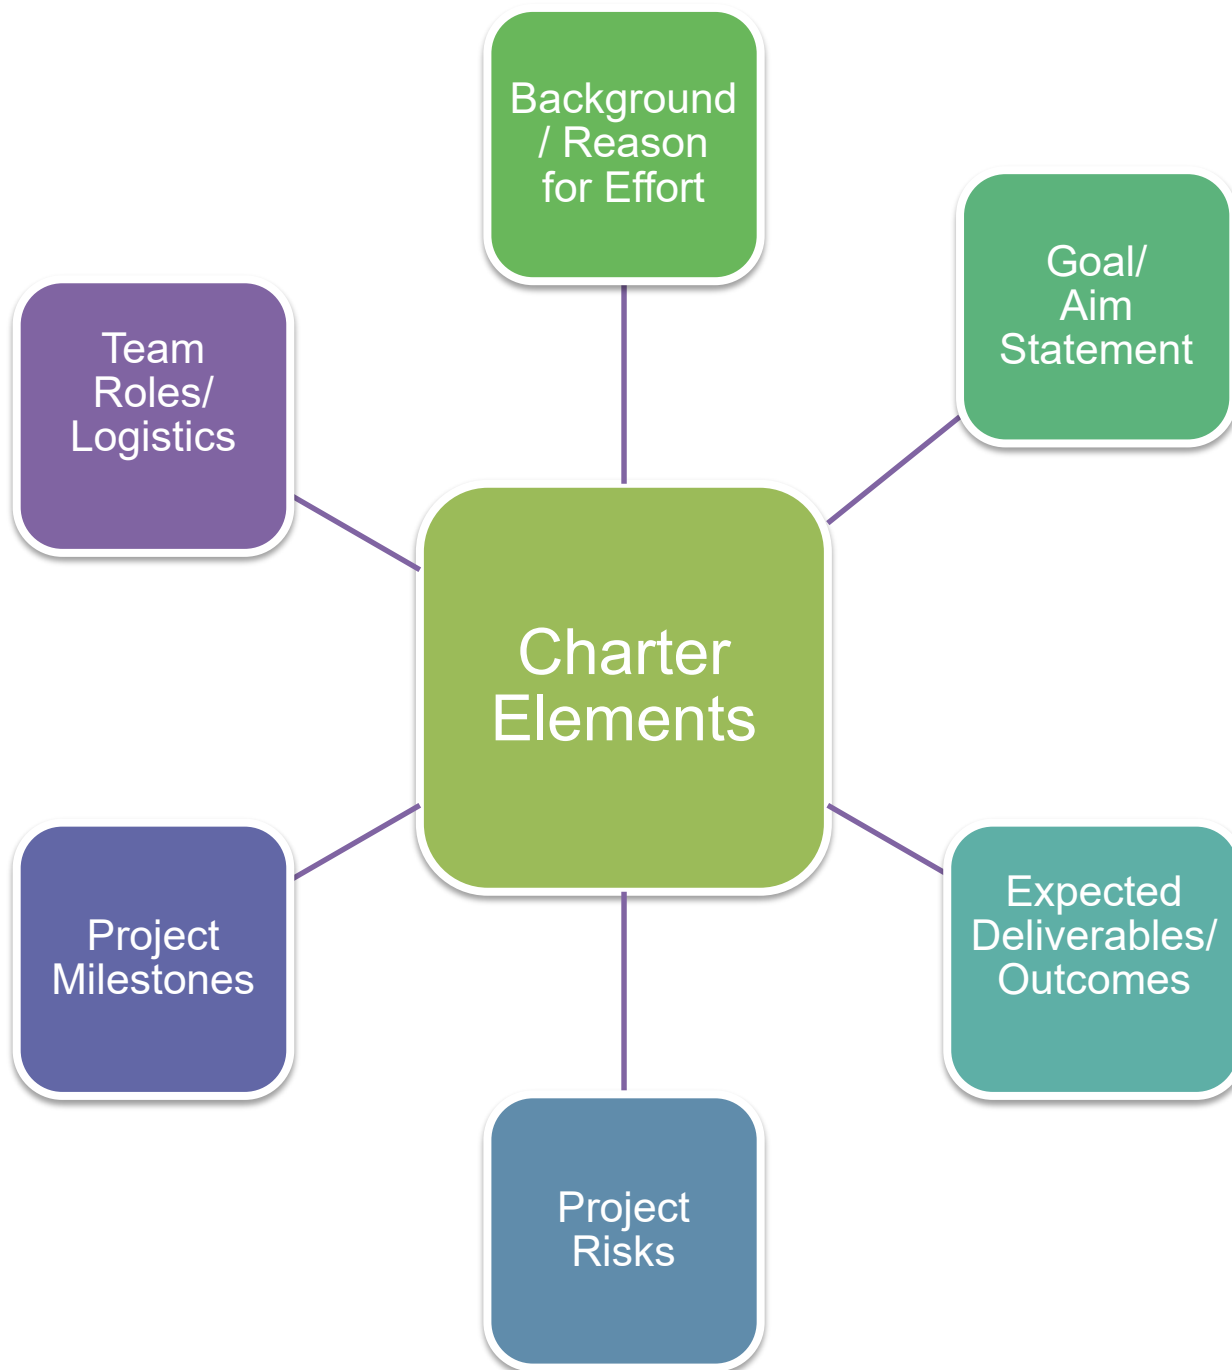 Background
/ Reason
for Effort
Goal/
Aim
Statement
Team
Roles/
Logistics
Charter
Elements
Expected
Deliverables/
Outcomes
Project
Milestones
Project
Risks